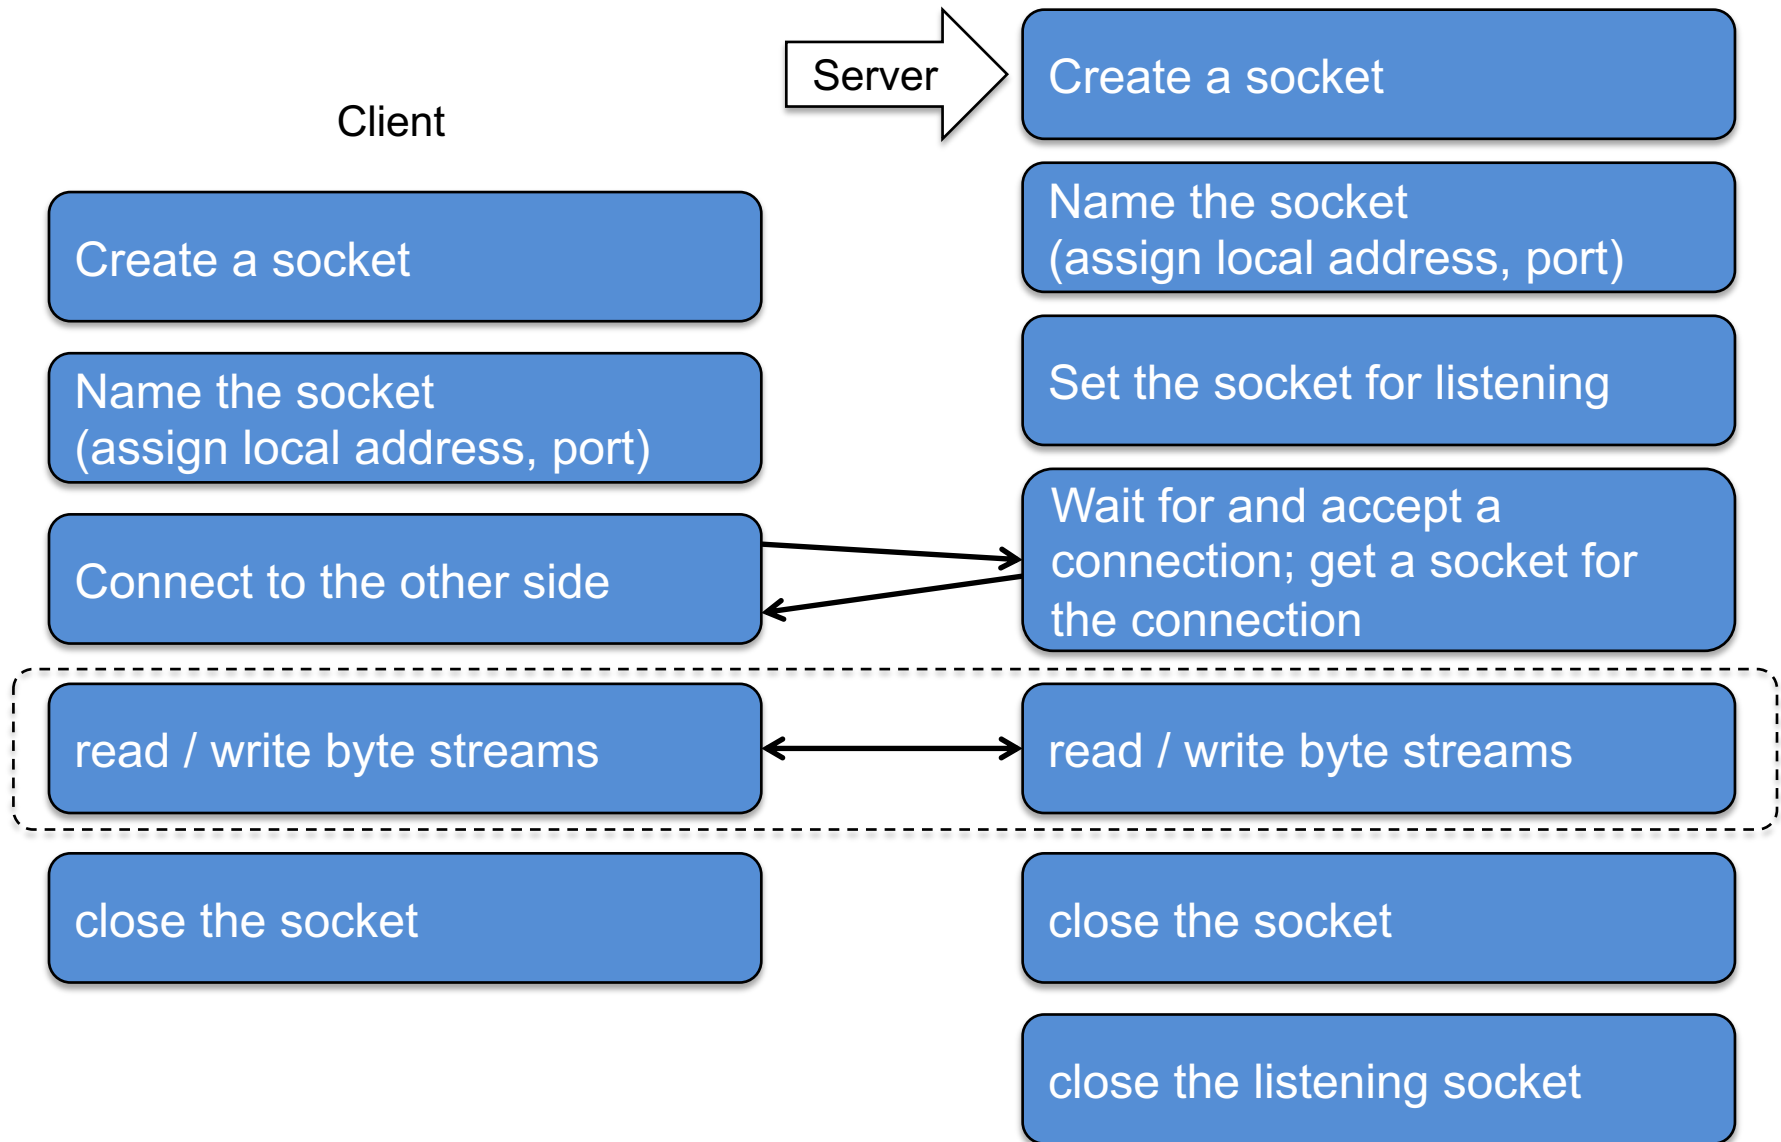 Client
Create a socket
Name the socket
(assign local address, port)
Connect to the other side
read / write byte streams
close the socket
Server
Create a socket
Name the socket
(assign local address, port)
Set the socket for listening
Wait for and accept a
connection; get a socket for
the connection
read / write byte streams
close the socket
close the listening socket